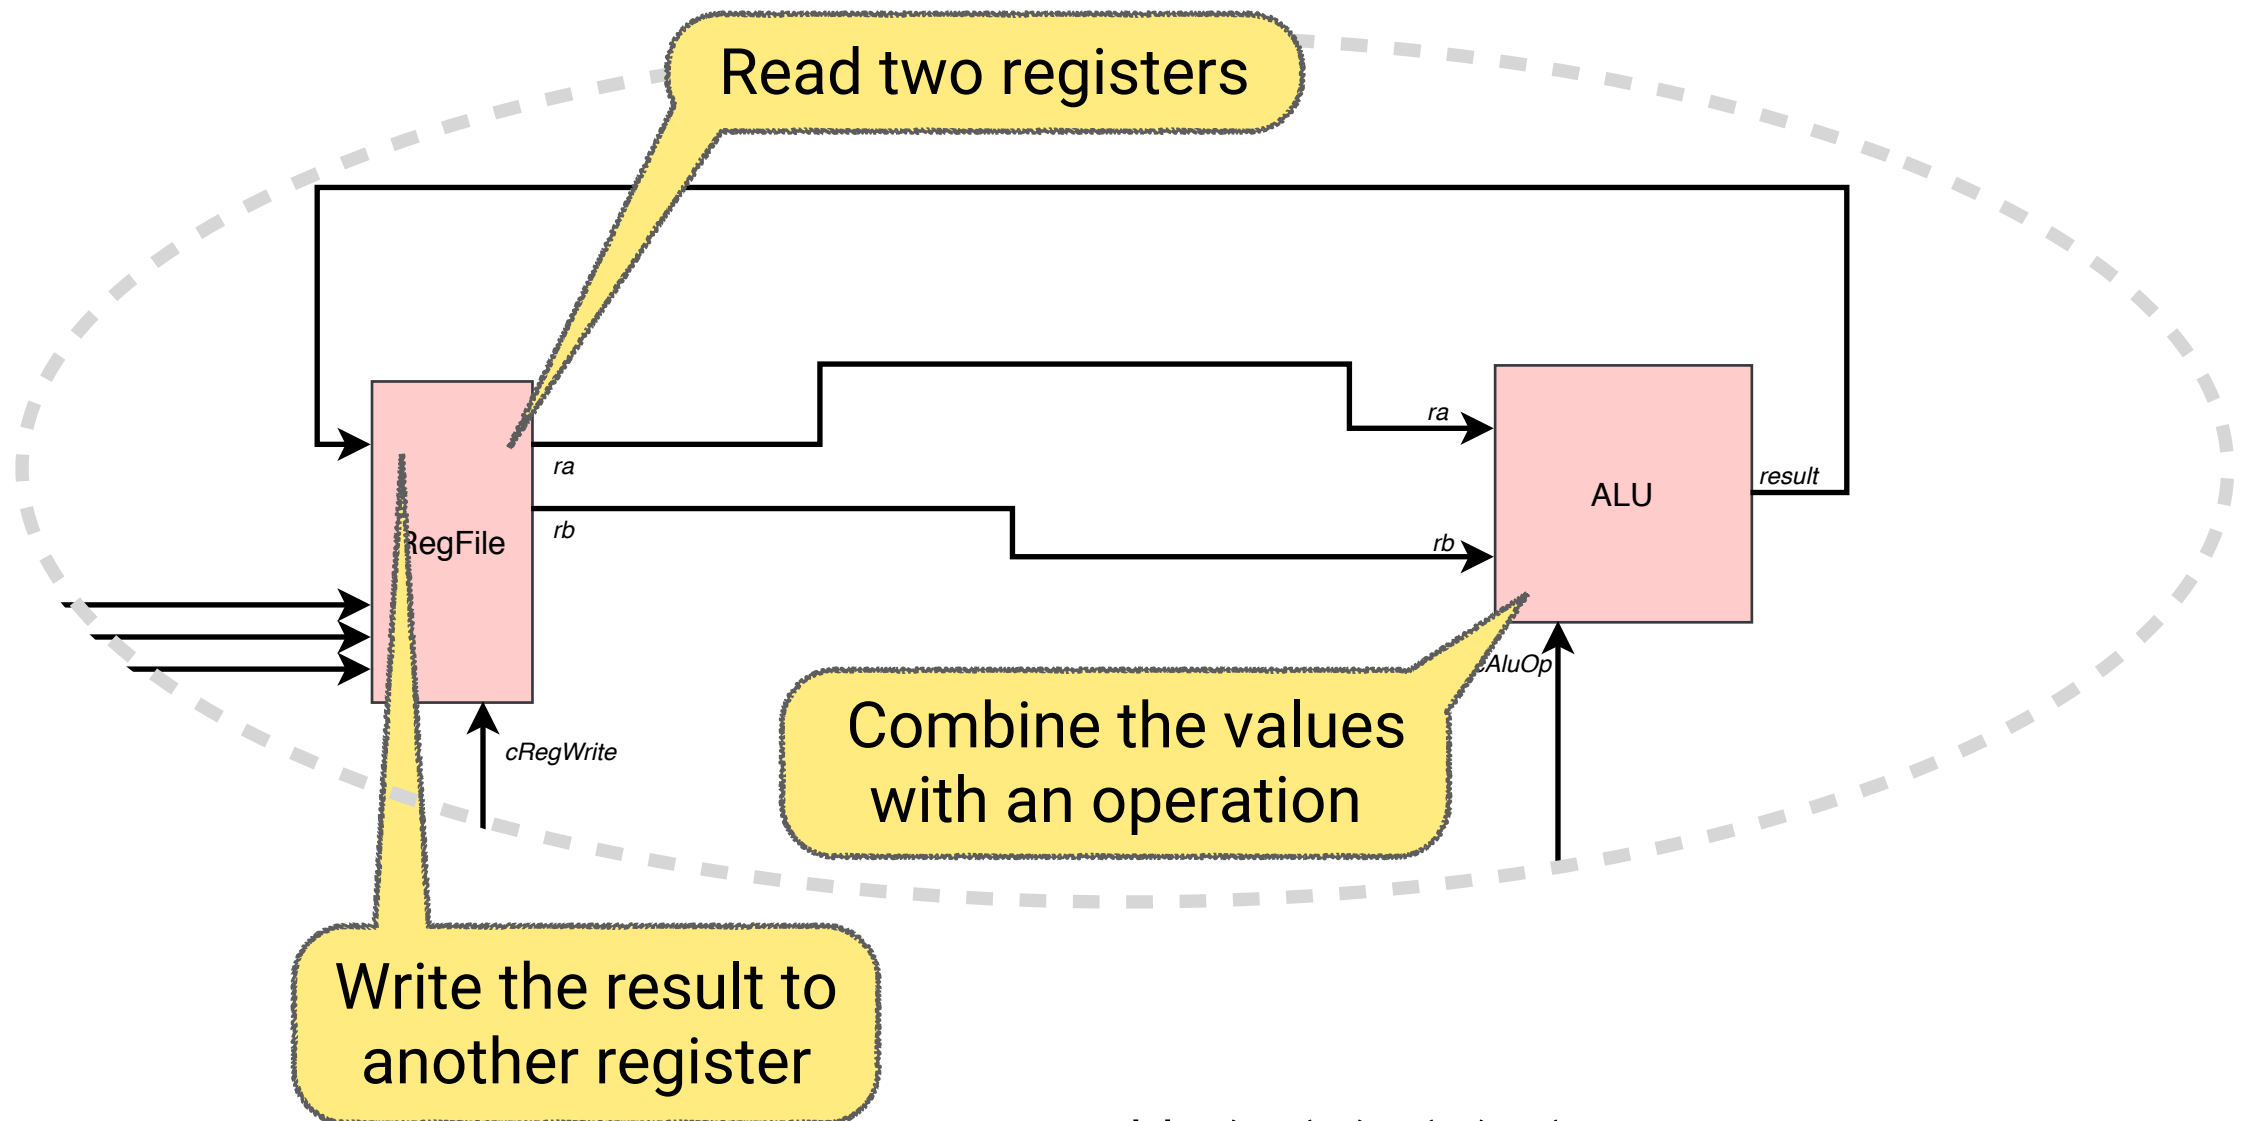 Read two registers
ra
result
ALU
ra
rb
rb
RegFile
cAluOp
Combine the values
with an operation
cRegWrite
Write the result to
another register